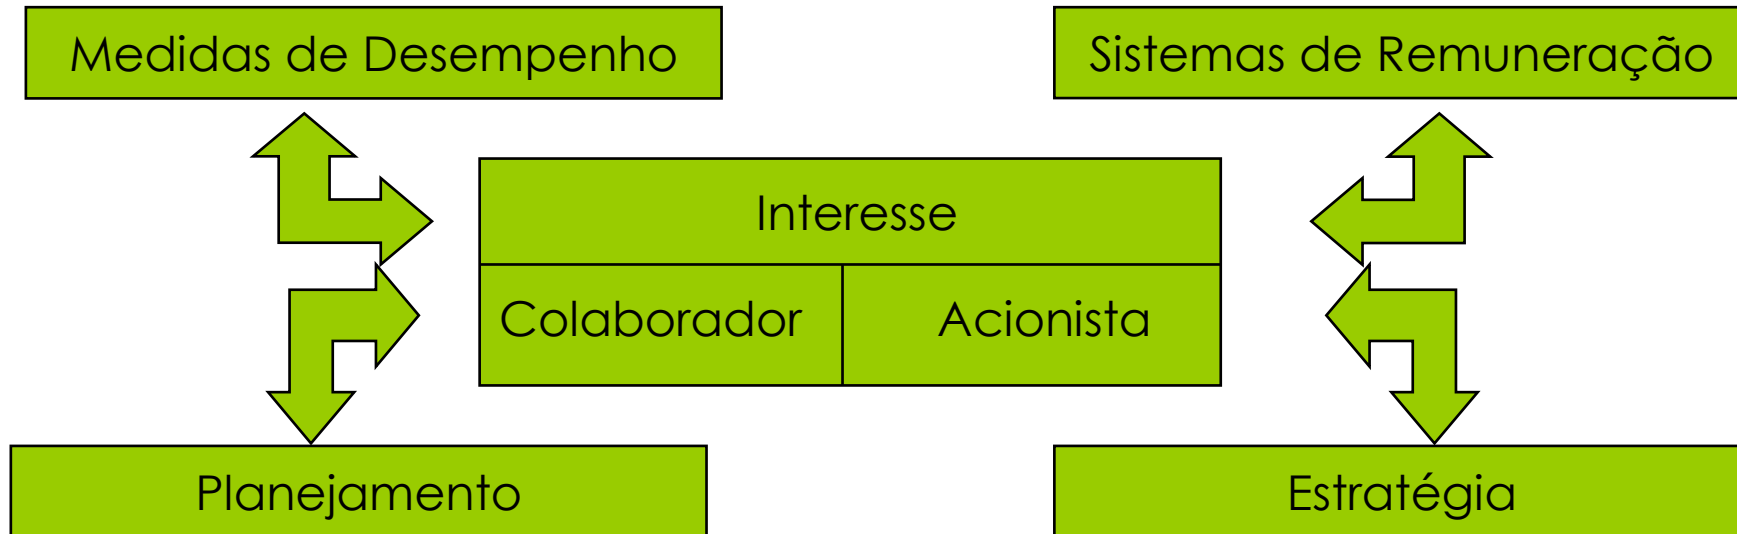 Medidas de Desempenho
Sistemas de Remuneração
Interesse
Colaborador
Acionista
Planejamento
Estratégia